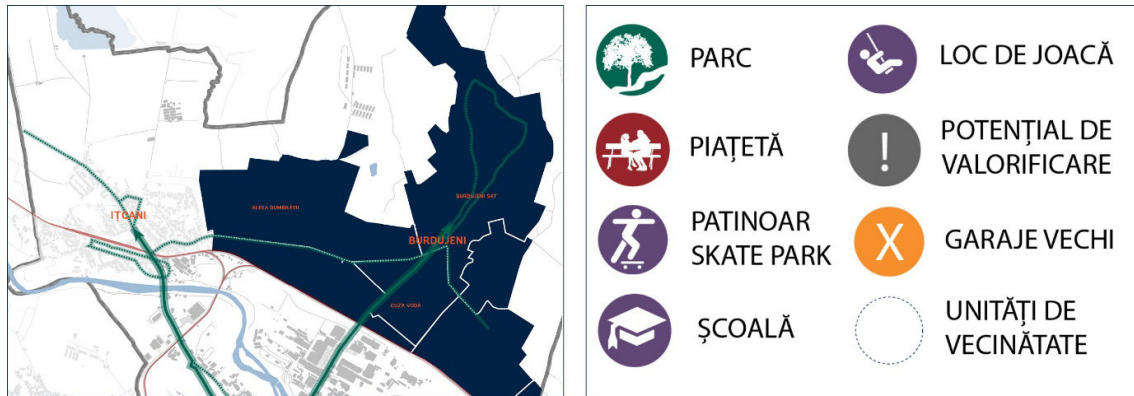 IȚCANI
ALEEA DUMBRĂVII
BURDUJENI SAT
BURDUJENI
CUZA VODĂ
PARC
LOC DE JOACĂ
PIAȚETĂ
!
POTENȚIAL DE
VALORIFICARE
PATINOAR
SKATE PARK
X
GARAJE VECHI
ȘCOALĂ
UNITĂȚI DE
VECINĂTATE